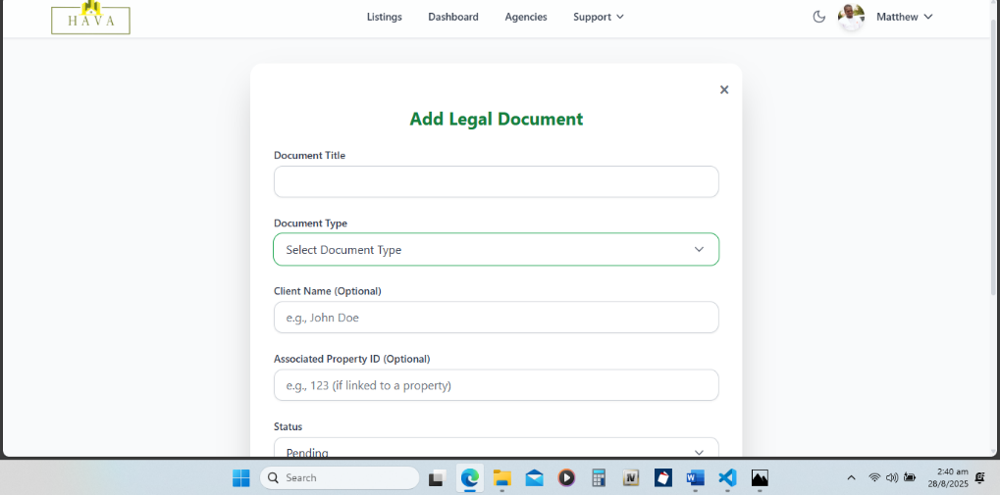 HAVA
Listings Dashboard Agencies Support Matthew
Add Legal Document
Document Title
Document Type
Select Document Type
Client Name (Optional)
e.g., John Doe
Associated Property ID (Optional)
e.g., 123 (if linked to a property)
Status
Pending
Search
2:40 am
28/8/2025